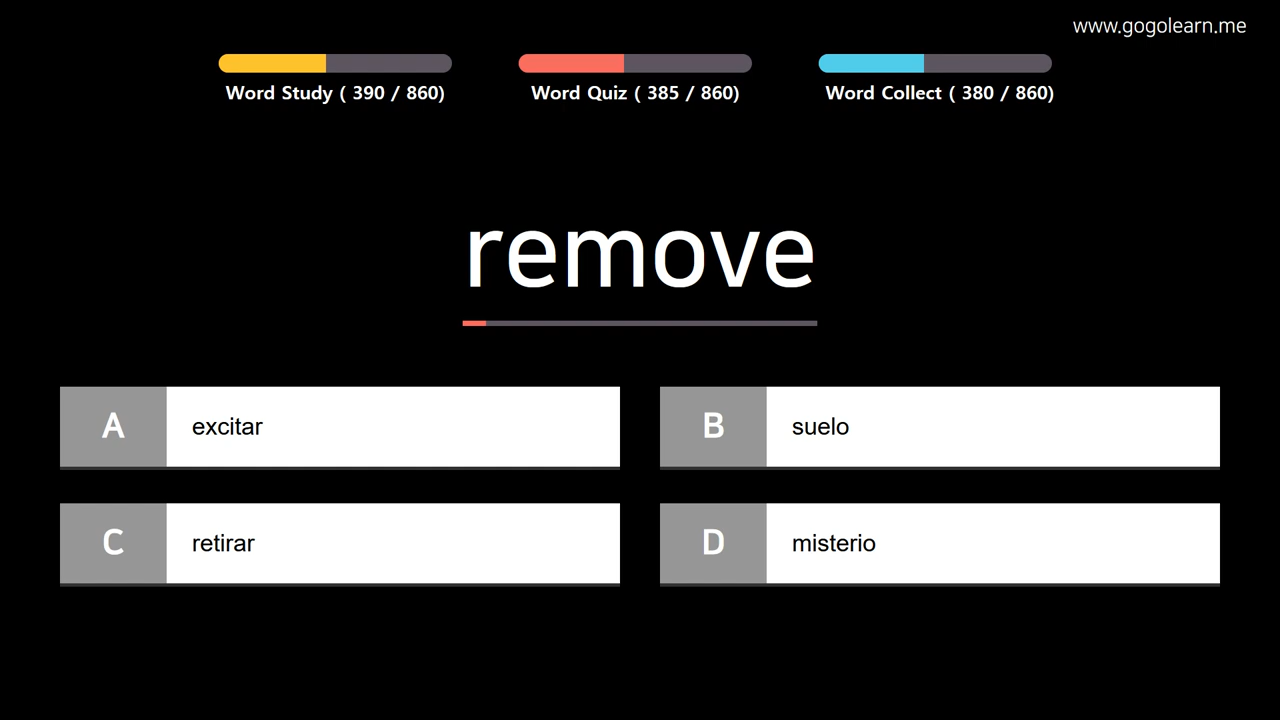 www.gogolearn.me
Word Study ( 390 / 860)
Word Quiz ( 385 / 860)
Word Collect ( 380 / 860)
remove
A excitar
B suelo
C retirar
D misterio